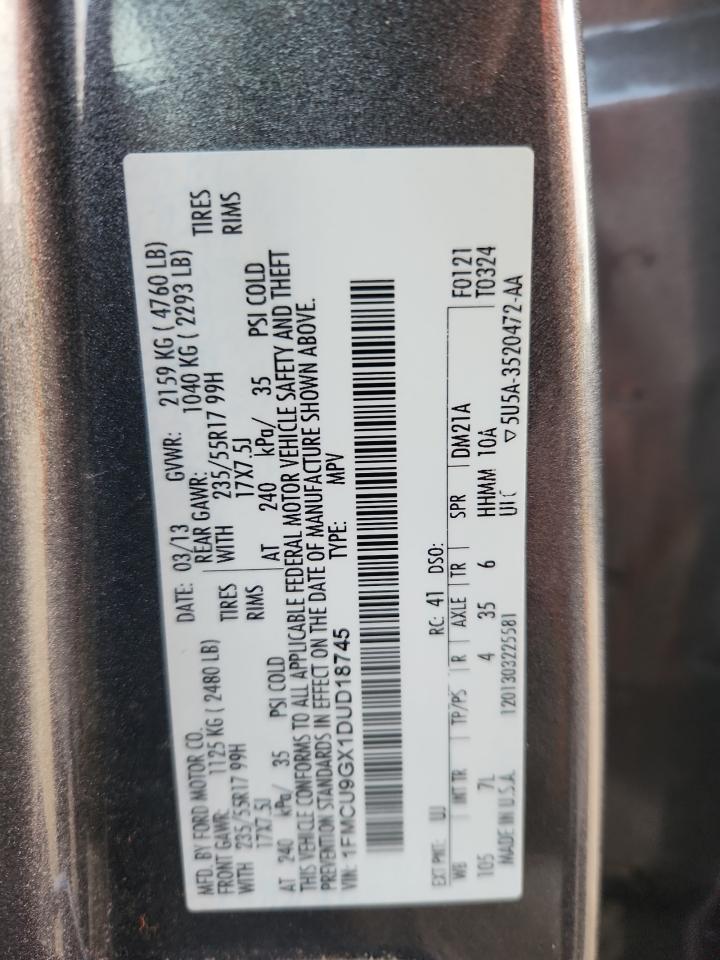 MFD. BY FORD MOTOR CO.
DATE: 03/13 GVWR: 2159 KG ( 4760 LB)
FRONT GAWR: 1125 KG ( 2480 LB) REAR GAWR: 1040 KG ( 2293 LB)
WITH 235/55R17 99H TIRES WITH 235/55R17 99H TIRES
17X7.5J RIMS 17X7.5J RIMS
AT 240 kPa/ 35 PSI COLD AT 240 kPa/ 35 PSI COLD
THIS VEHICLE CONFORMS TO ALL APPLICABLE FEDERAL MOTOR VEHICLE SAFETY AND THEFT
PREVENTION STANDARDS IN EFFECT ON THE DATE OF MANUFACTURE SHOWN ABOVE.
VIN: 1FMCU9GX1DUD18745 TYPE: MPV
EXT PNT: UJ RC: 41 DSO: F0121
WB INT TR TP/PS R AXLE TR SPR DM21A T0324
105 7L 4 35 6 HHMM 10A
MADE IN U.S.A. 1201303225581 5U5A-3520472-AA